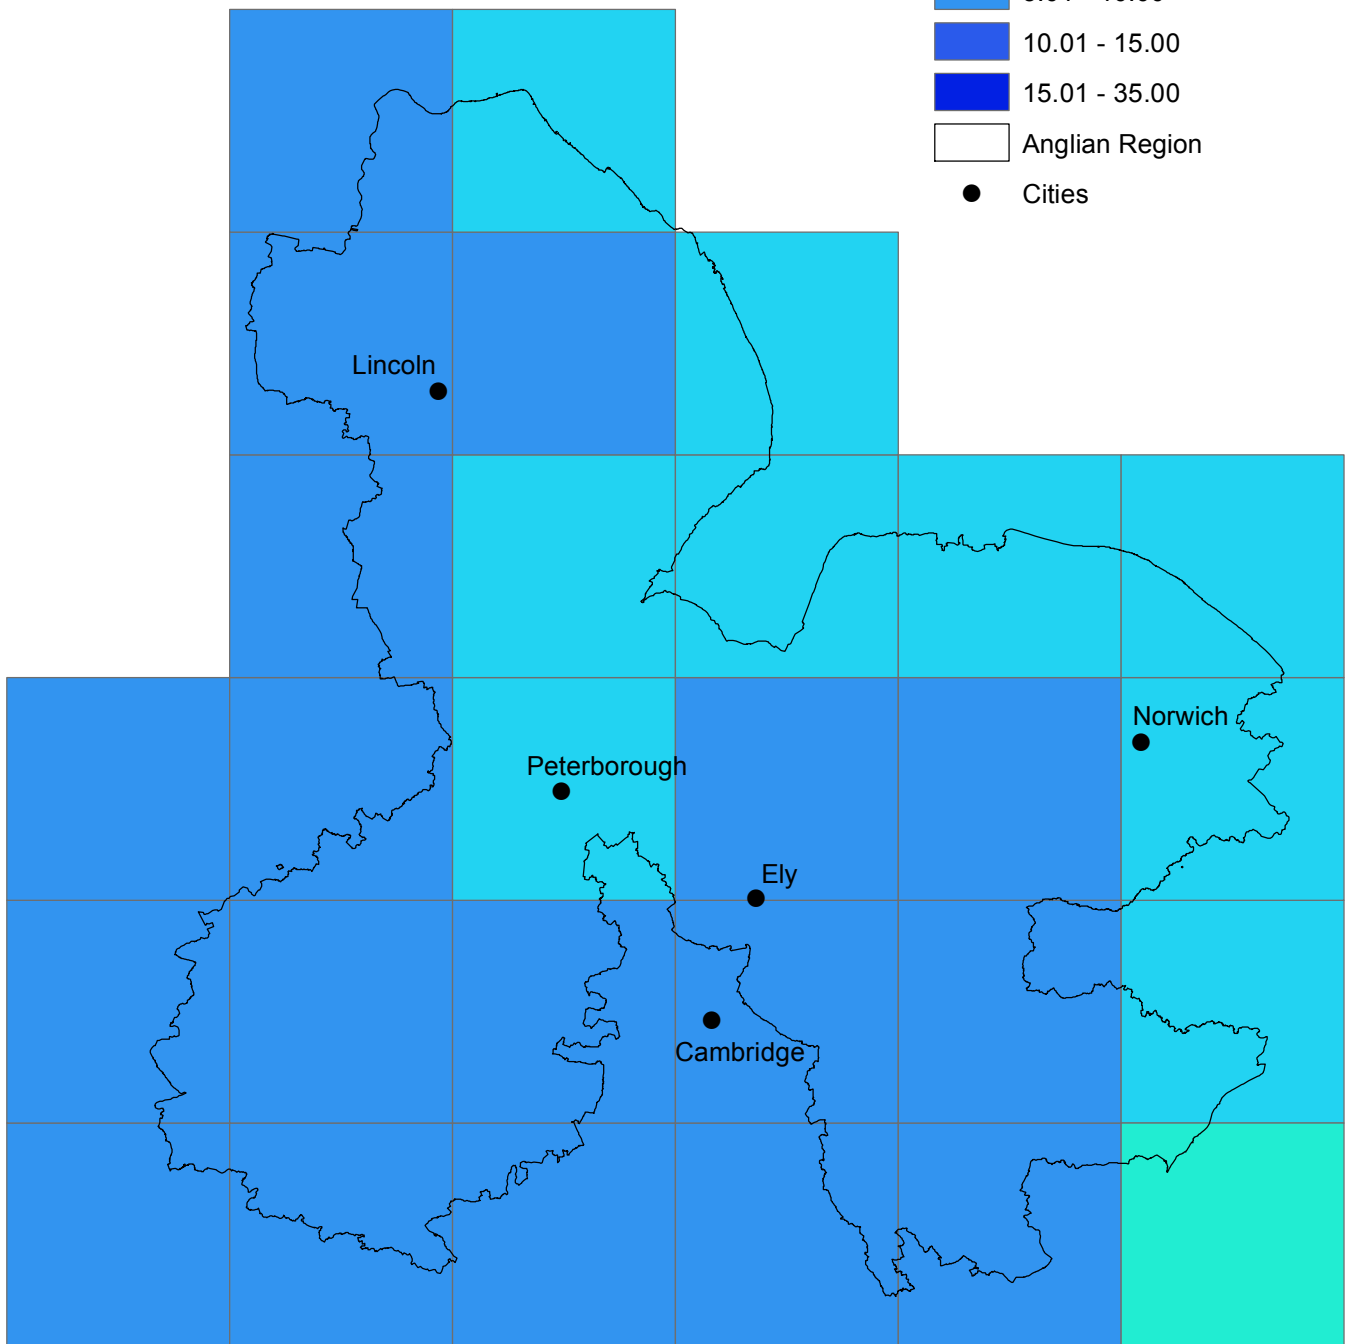 10.01 - 15.00
15.01 - 35.00
Anglian Region
Cities
Lincoln
Norwich
Peterborough
Ely
Cambridge